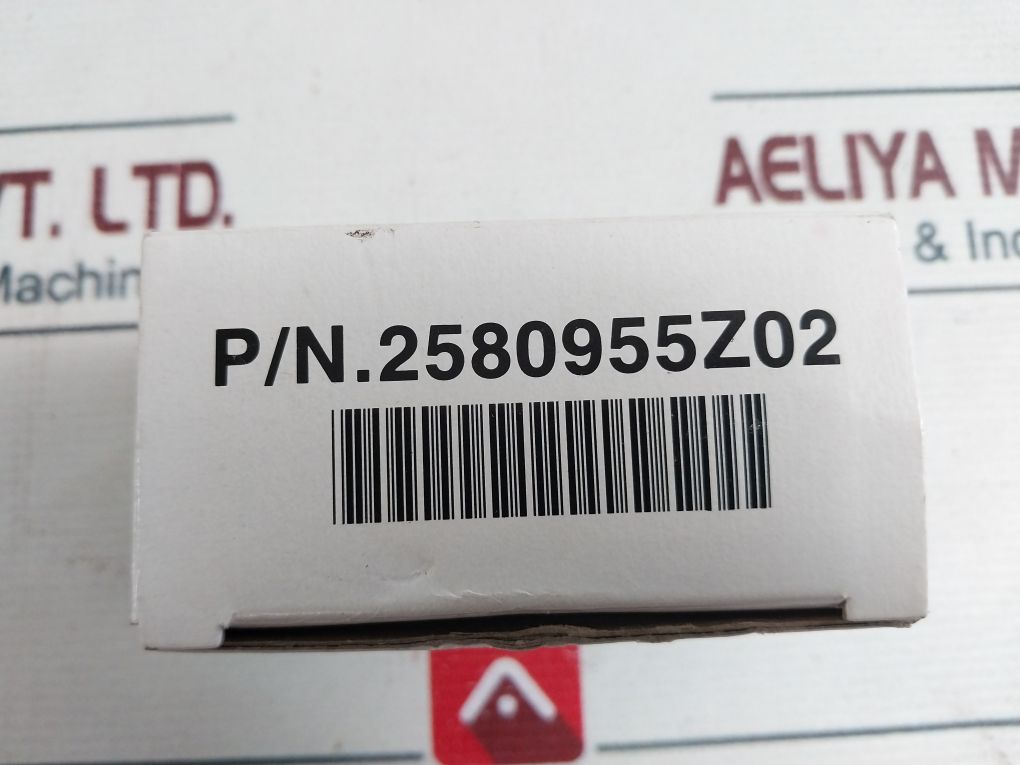 VT. LTD.
AELIYA M
Machin
& Ind
P/N.2580955Z02